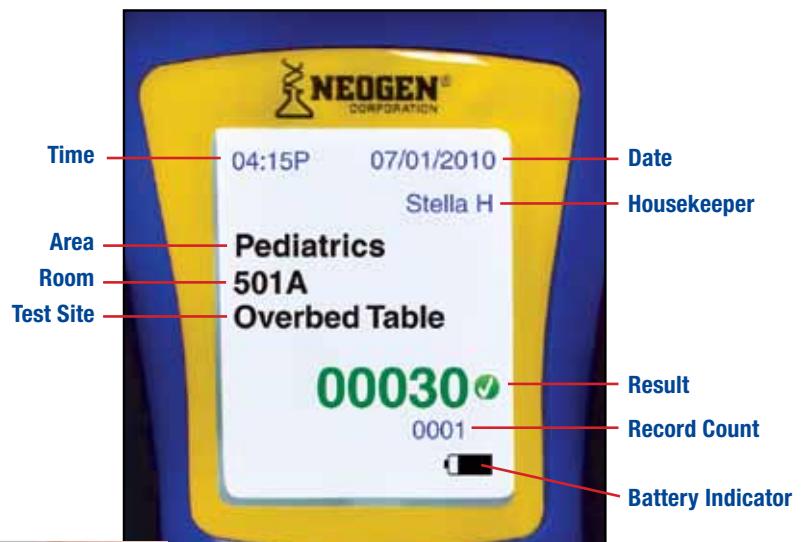 NEOGEN®
CORPORATION
Time 04:15P 07/01/2010 Date
Stella H Housekeeper
Area Pediatrics
Room 501A
Test Site Overbed Table
00030 Result
0001 Record Count
Battery Indicator